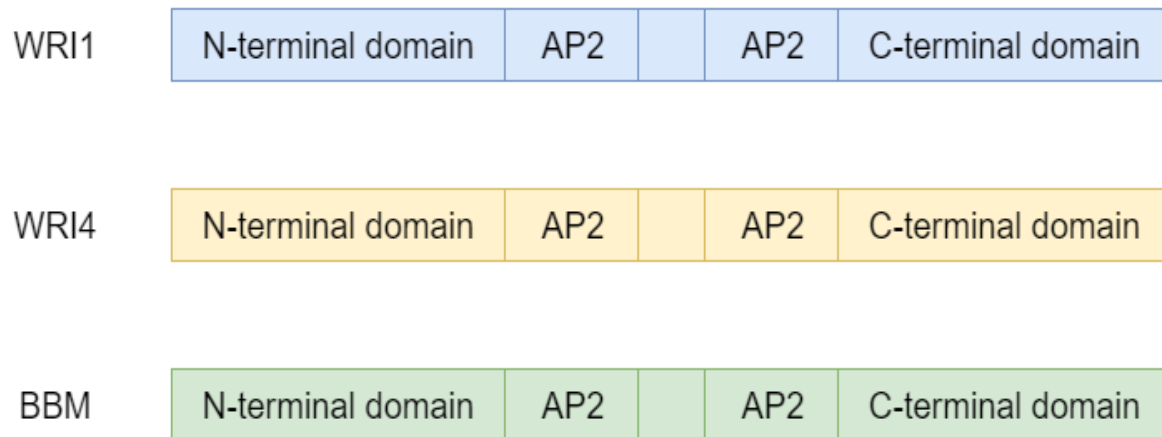 WRI1 N-terminal domain AP2 AP2 C-terminal domain
WRI4 N-terminal domain AP2 AP2 C-terminal domain
BBM N-terminal domain AP2 AP2 C-terminal domain